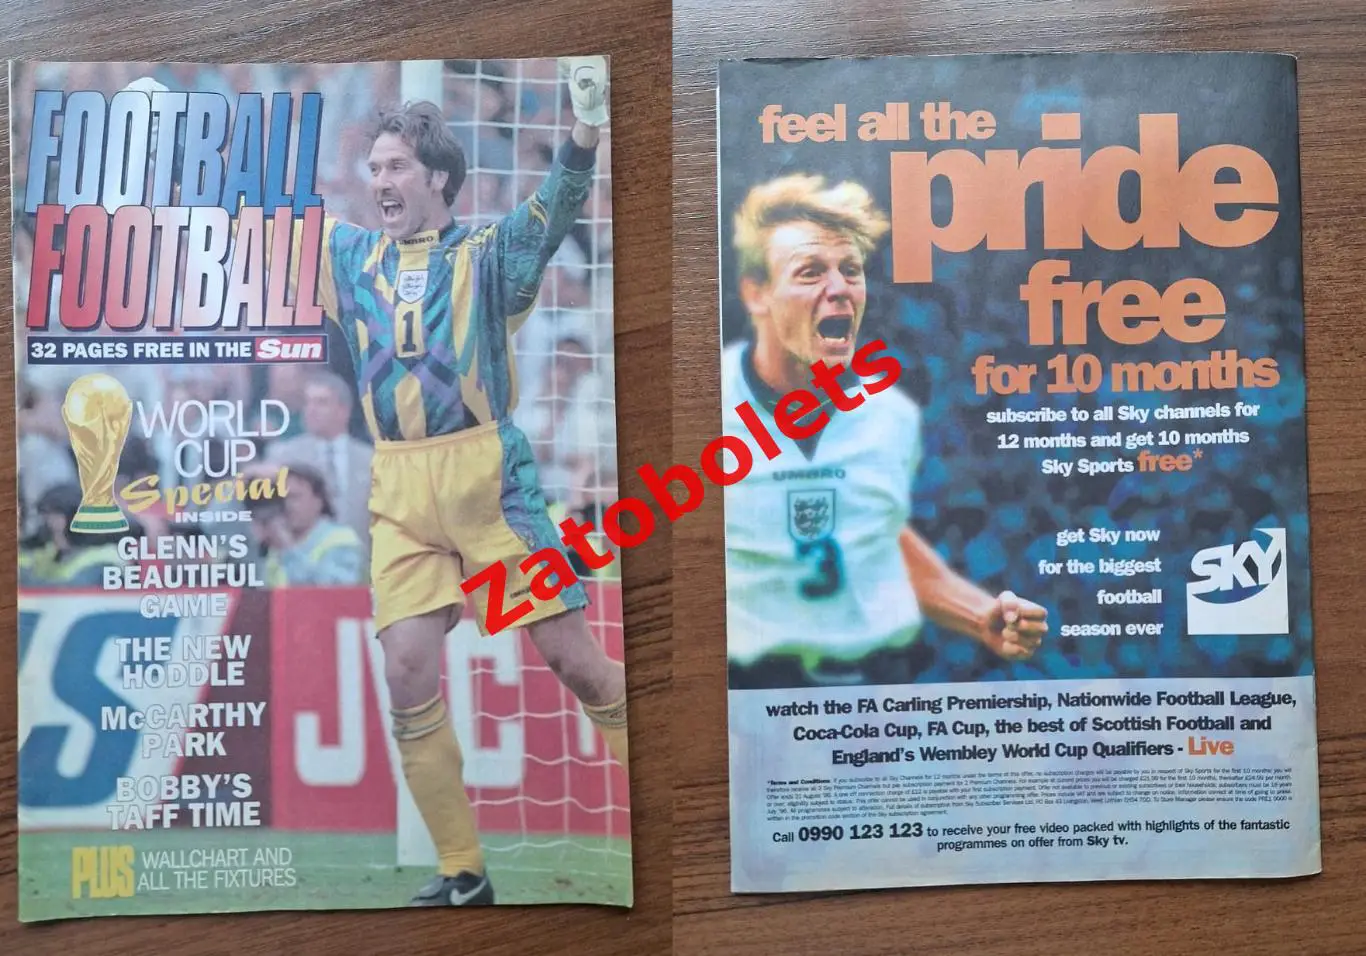 FOOTBALL
FOOTBALL
32 PAGES FREE IN THE Sun
WORLD
CUP
Special
INSIDE
GLENN'S
BEAUTIFUL
GAME
THE NEW
HODDLE
McCARTHY
PARK
BOBBY'S
TAFF TIME
PLUS WALLCHART AND
ALL THE FIXTURES
UMBRO
1
JVC
Zatobolets
feel all the
pride
free
for 10 months
subscribe to all Sky channels for
12 months and get 10 months
Sky Sports free*
UMBRO
3
get Sky now
for the biggest
football
season ever
SKY
watch the FA Carling Premiership, Nationwide Football League,
Coca-Cola Cup, FA Cup, the best of Scottish Football and
England's Wembley World Cup Qualifiers - Live
Call 0990 123 123 to receive your free video packed with highlights of the fantastic
programmes on offer from Sky tv.